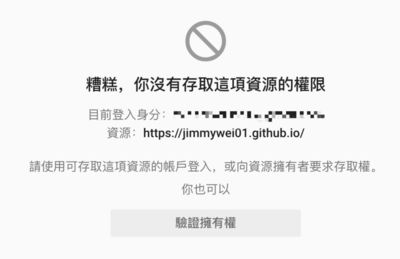 糟糕，你沒有存取這項資源的權限
目前登入身分：
資源： https://jimmywei01.github.io/
請使用可存取這項資源的帳戶登入，或向資源擁有者要求存取權。
你也可以
驗證擁有權